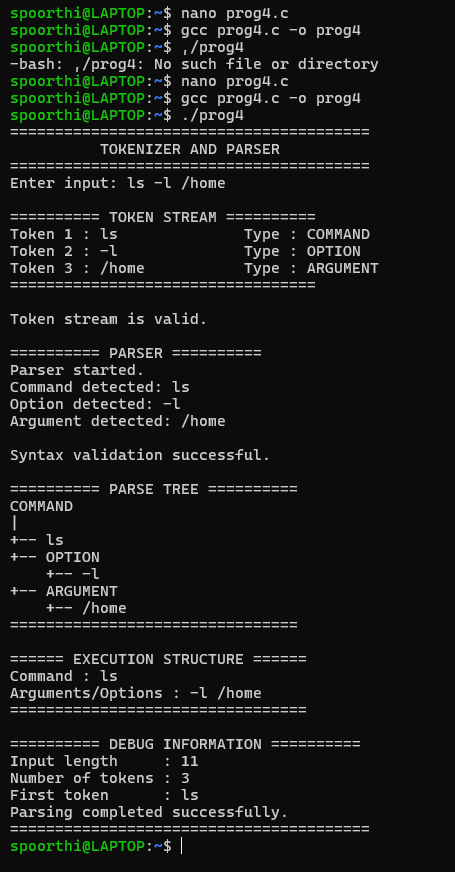 spoorthi@LAPTOP:~$ nano prog4.c
spoorthi@LAPTOP:~$ gcc prog4.c -o prog4
spoorthi@LAPTOP:~$ ,/prog4
-bash: ,/prog4: No such file or directory
spoorthi@LAPTOP:~$ nano prog4.c
spoorthi@LAPTOP:~$ gcc prog4.c -o prog4
spoorthi@LAPTOP:~$ ./prog4
========================================
          TOKENIZER AND PARSER
========================================
Enter input: ls -l /home

========== TOKEN STREAM ==========
Token 1 : ls              Type : COMMAND
Token 2 : -l              Type : OPTION
Token 3 : /home           Type : ARGUMENT
==================================

Token stream is valid.

========== PARSER ==========
Parser started.
Command detected: ls
Option detected: -l
Argument detected: /home

Syntax validation successful.

========== PARSE TREE ==========
COMMAND
|
+-- ls
+-- OPTION
    +-- -l
+-- ARGUMENT
    +-- /home
================================

====== EXECUTION STRUCTURE ======
Command : ls
Arguments/Options : -l /home
=================================

========== DEBUG INFORMATION ==========
Input length     : 11
Number of tokens : 3
First token      : ls
Parsing completed successfully.
========================================
spoorthi@LAPTOP:~$